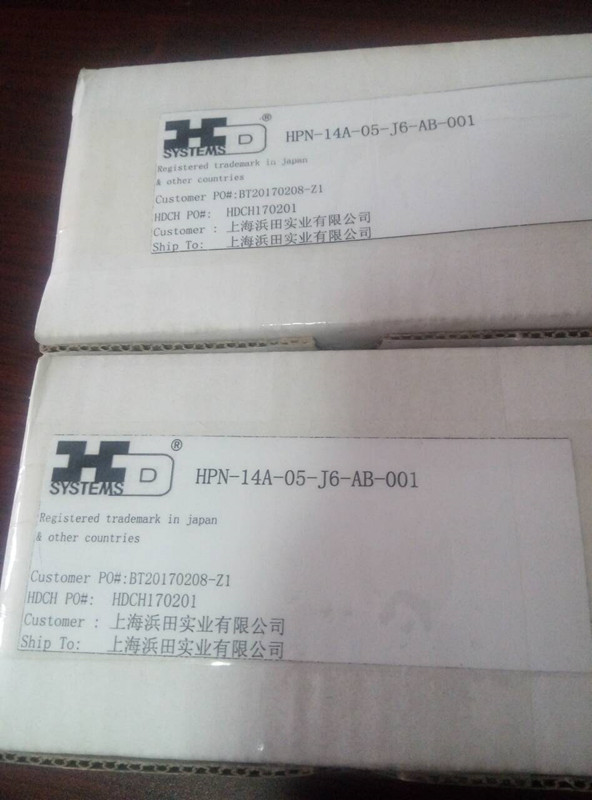 HD
SYSTEMS
®
HPN-14A-05-J6-AB-001
Registered trademark in japan
& other countries
Customer PO#:BT20170208-Z1
HDCH PO#: HDCH170201
Customer : 上海浜田实业有限公司
Ship To: 上海浜田实业有限公司
HD
SYSTEMS
®
HPN-14A-05-J6-AB-001
Registered trademark in japan
& other countries
Customer PO#:BT20170208-Z1
HDCH PO#: HDCH170201
Customer : 上海浜田实业有限公司
Ship To: 上海浜田实业有限公司